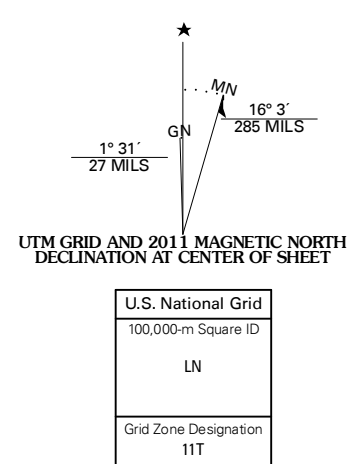 MN
16° 3´
285 MILS
GN
1° 31´
27 MILS
UTM GRID AND 2011 MAGNETIC NORTH
DECLINATION AT CENTER OF SHEET
U.S. National Grid
100,000-m Square ID
LN
Grid Zone Designation
11T